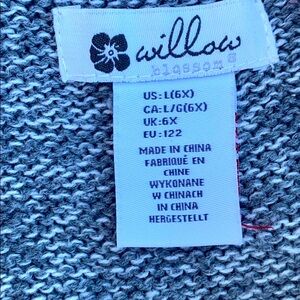 willow
blossoms
US: L(6X)
CA: L/G(6X)
UK: 6X
EU: 122
MADE IN CHINA
FABRIQUÉ EN
CHINE
WYKONANE
W CHINACH
IN CHINA
HERGESTELLT